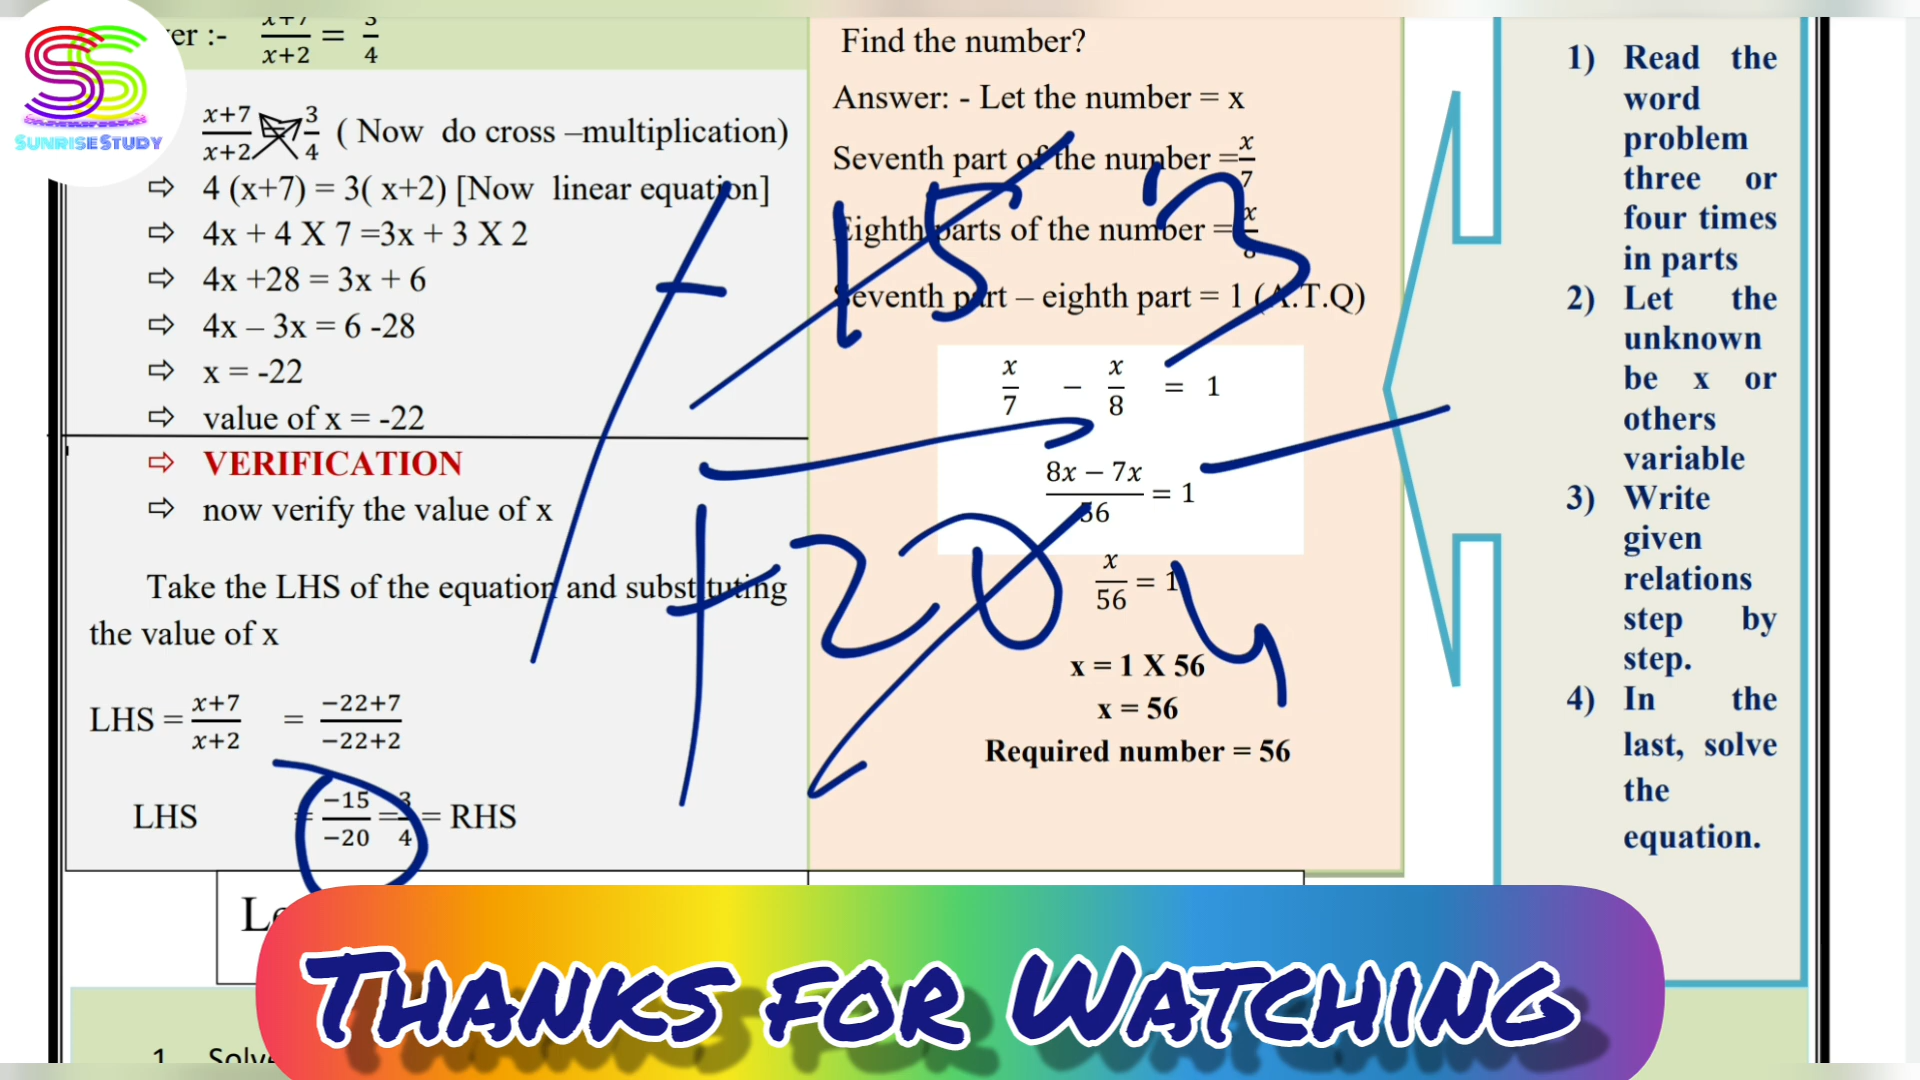 SUNRISESTUDY
er :- x+7/x+2 = 3/4
x+7/x+2 = 3/4 ( Now do cross –multiplication)
⇨ 4 (x+7) = 3( x+2) [Now linear equation]
⇨ 4x + 4 X 7 =3x + 3 X 2
⇨ 4x +28 = 3x + 6
⇨ 4x – 3x = 6 -28
⇨ x = -22
⇨ value of x = -22
⇨ VERIFICATION
⇨ now verify the value of x
Take the LHS of the equation and substituting
the value of x
LHS = x+7/x+2 = −22+7/−22+2
LHS = −15/−20 = 3/4 = RHS
Find the number?
Answer: - Let the number = x
Seventh part of the number = x/7
Eighth parts of the number = x/8
Seventh part – eighth part = 1 (A.T.Q)
x/7 − x/8 = 1
8x − 7x/56 = 1
x/56 = 1
x = 1 X 56
x = 56
Required number = 56
1) Read the
word
problem
three or
four times
in parts
2) Let the
unknown
be x or
others
variable
3) Write
given
relations
step by
step.
4) In the
last, solve
the
equation.
-15 3
-20 4
THANKS FOR WATCHING
1. Solve